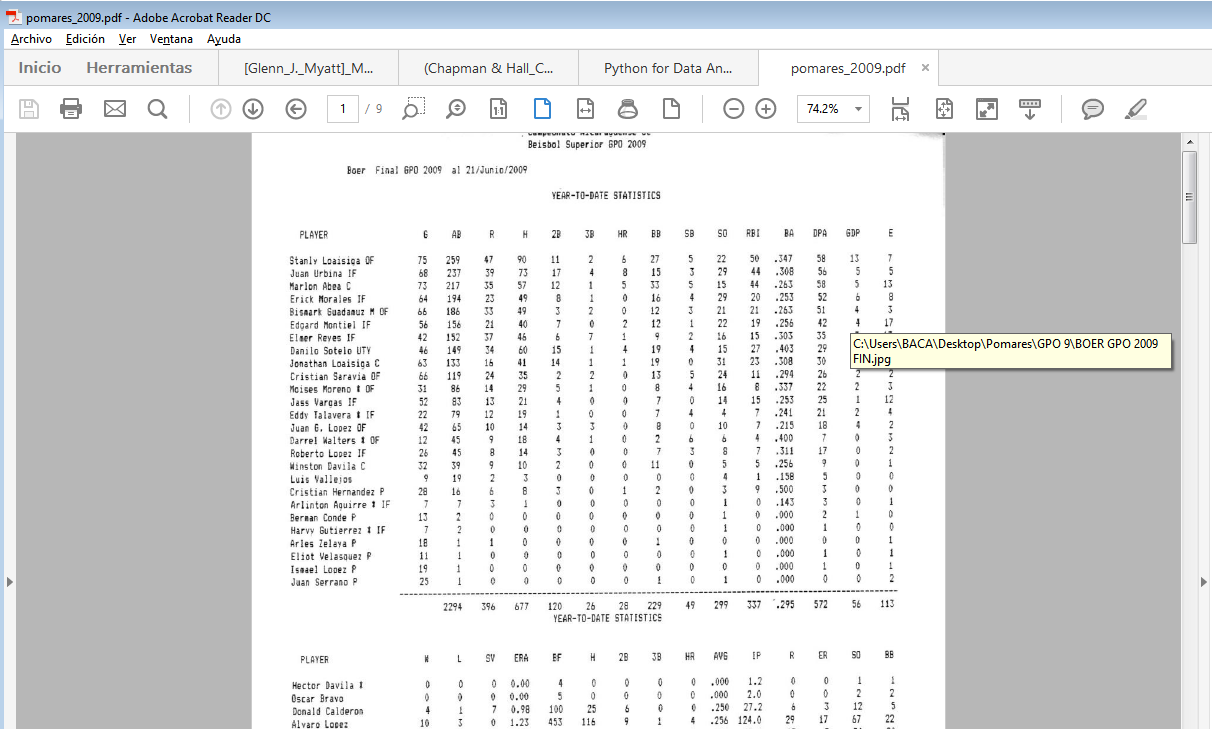 pomares_2009.pdf - Adobe Acrobat Reader DC
Archivo Edición Ver Ventana Ayuda
Inicio Herramientas [Glenn_J._Myatt]_M... (Chapman & Hall_C... Python for Data An... pomares_2009.pdf ×
1 / 9 74.2%
Beisbol Superior GPO 2009
Boer Final GPO 2009 al 21/Junio/2009
YEAR-TO-DATE STATISTICS
PLAYER G AB R H 2B 3B HR BB SB SO RBI BA DPA GDP E
Stanly Loaisiga OF 75 259 47 90 11 2 6 27 5 22 50 .347 58 13 7
Juan Urbina IF 68 237 39 73 17 4 8 15 3 29 44 .308 56 5 5
Marlon Abea C 73 217 35 57 12 1 5 33 5 15 44 .263 58 5 13
Erick Morales IF 64 194 23 49 8 1 0 16 4 29 20 .253 52 6 8
Bismark Guadamuz M OF 66 186 33 49 3 2 0 12 3 21 21 .263 51 4 3
Edgard Montiel IF 56 156 21 40 7 0 2 12 1 22 19 .256 42 4 17
Elmer Reyes IF 42 152 37 46 6 7 1 9 2 16 15 .303 35
Danilo Sotelo UTY 46 149 34 60 15 1 4 19 4 15 27 .403 29
Jonathan Loaisiga C 63 133 16 41 14 1 1 19 0 31 23 .308 30
Cristian Saravia OF 66 119 24 35 2 2 0 13 5 24 11 .294 26 2 2
Moises Moreno # OF 31 86 14 29 5 1 0 8 4 16 8 .337 22 2 3
Jass Vargas IF 52 83 13 21 4 0 0 7 0 14 15 .253 25 1 12
Eddy Talavera # IF 22 79 12 19 1 0 0 7 4 4 7 .241 21 2 4
Juan G. Lopez OF 42 65 10 14 3 3 0 8 0 10 7 .215 18 4 2
Darrel Walters # OF 12 45 9 18 4 1 0 2 6 6 4 .400 7 0 3
Roberto Lopez IF 26 45 8 14 3 0 0 7 3 8 7 .311 17 0 2
Winston Davila C 32 39 9 10 2 0 0 11 0 5 5 .256 9 0 1
Luis Vallejos 9 19 2 3 0 0 0 0 0 4 1 .158 5 0 0
Cristian Hernandez P 28 16 6 8 3 0 1 2 0 3 9 .500 3 0 0
Arlinton Aguirre # IF 7 7 3 1 0 0 0 0 0 1 0 .143 3 0 1
Berman Conde P 13 2 0 0 0 0 0 0 0 1 0 .000 2 1 0
Harvy Gutierrez # IF 7 2 0 0 0 0 0 0 0 1 0 .000 1 0 0
Arles Zelaya P 18 1 1 0 0 0 0 1 0 0 0 .000 0 0 1
Eliot Velasquez P 11 1 0 0 0 0 0 0 0 1 0 .000 1 0 1
Ismael Lopez P 19 1 0 0 0 0 0 0 0 0 0 .000 1 0 1
Juan Serrano P 25 1 0 0 0 0 0 1 0 1 0 .000 0 0 2
2294 396 677 120 26 28 229 49 299 337 .295 572 56 113
YEAR-TO-DATE STATISTICS
PLAYER W L SV ERA BF H 2B 3B HR AVG IP R ER SO BB
Hector Davila # 0 0 0 0.00 4 0 0 0 0 .000 1.2 0 0 1 1
Oscar Bravo 0 0 0 0.00 5 0 0 0 0 .000 2.0 0 0 2 2
Donald Calderon 4 1 7 0.98 100 25 6 0 0 .250 27.2 6 3 12 5
Alvaro Lopez 10 3 0 1.23 453 116 9 1 4 .256 124.0 29 17 67 22
C:\Users\BACA\Desktop\Pomares\GPO 9\BOER GPO 2009
FIN.jpg